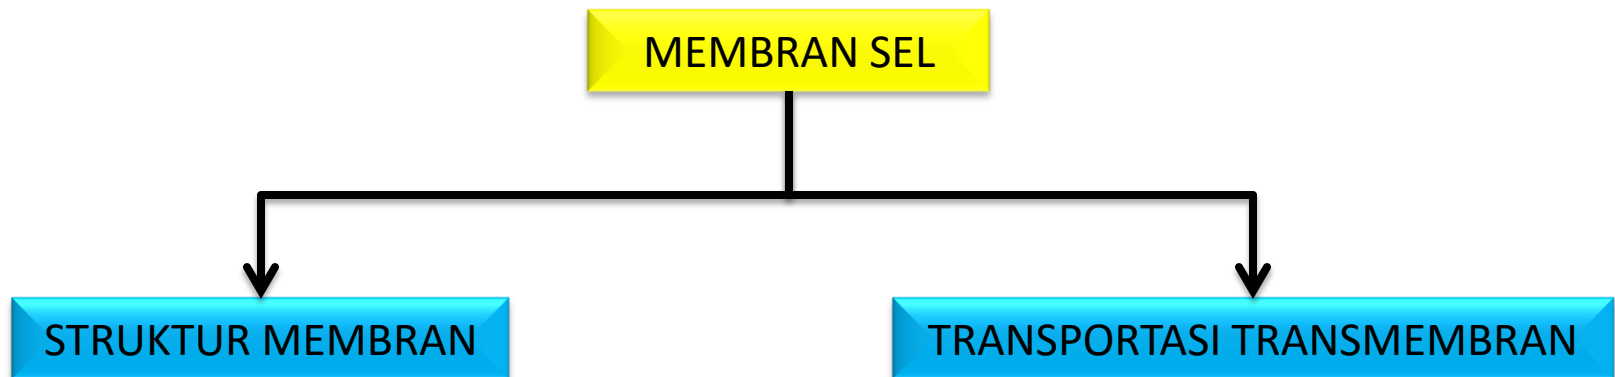 MEMBRAN SEL
STRUKTUR MEMBRAN
TRANSPORTASI TRANSMEMBRAN